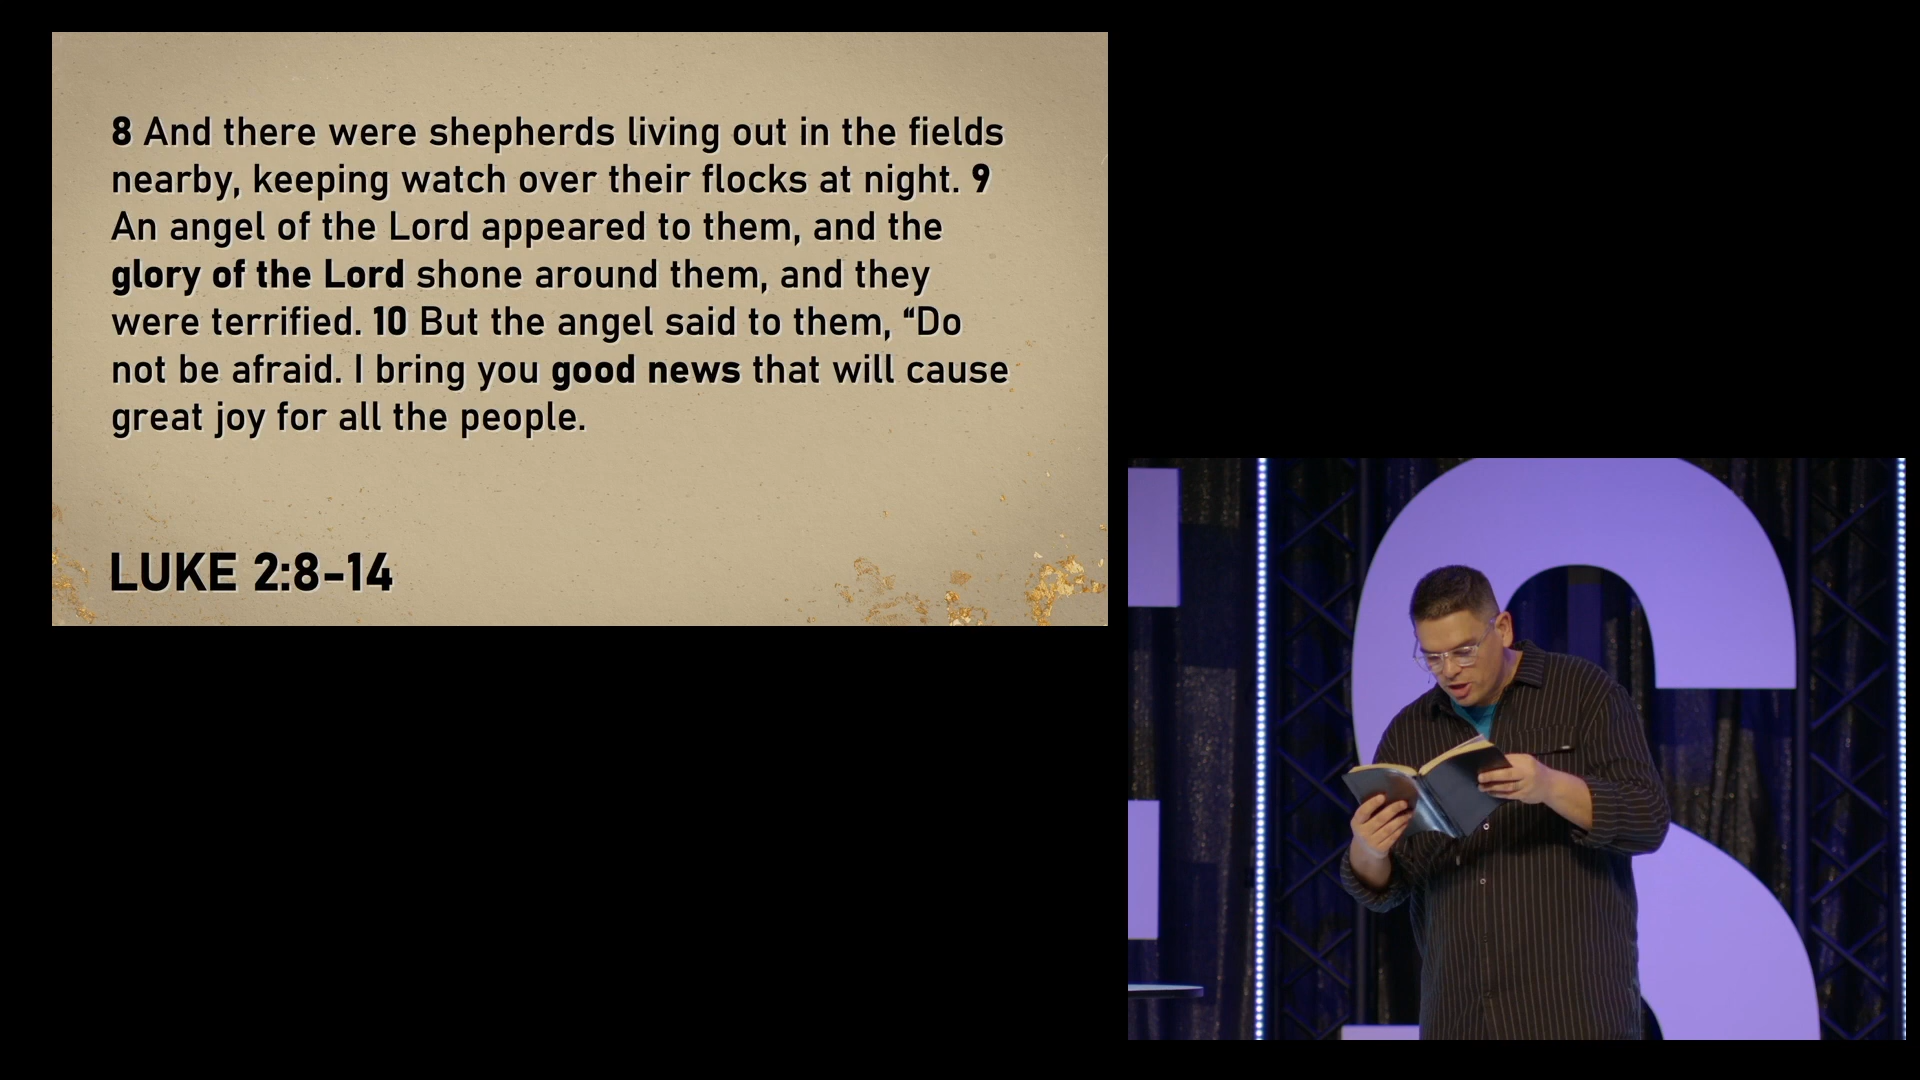 8 And there were shepherds living out in the fields
nearby, keeping watch over their flocks at night. 9
An angel of the Lord appeared to them, and the
glory of the Lord shone around them, and they
were terrified. 10 But the angel said to them, “Do
not be afraid. I bring you good news that will cause
great joy for all the people.
LUKE 2:8-14